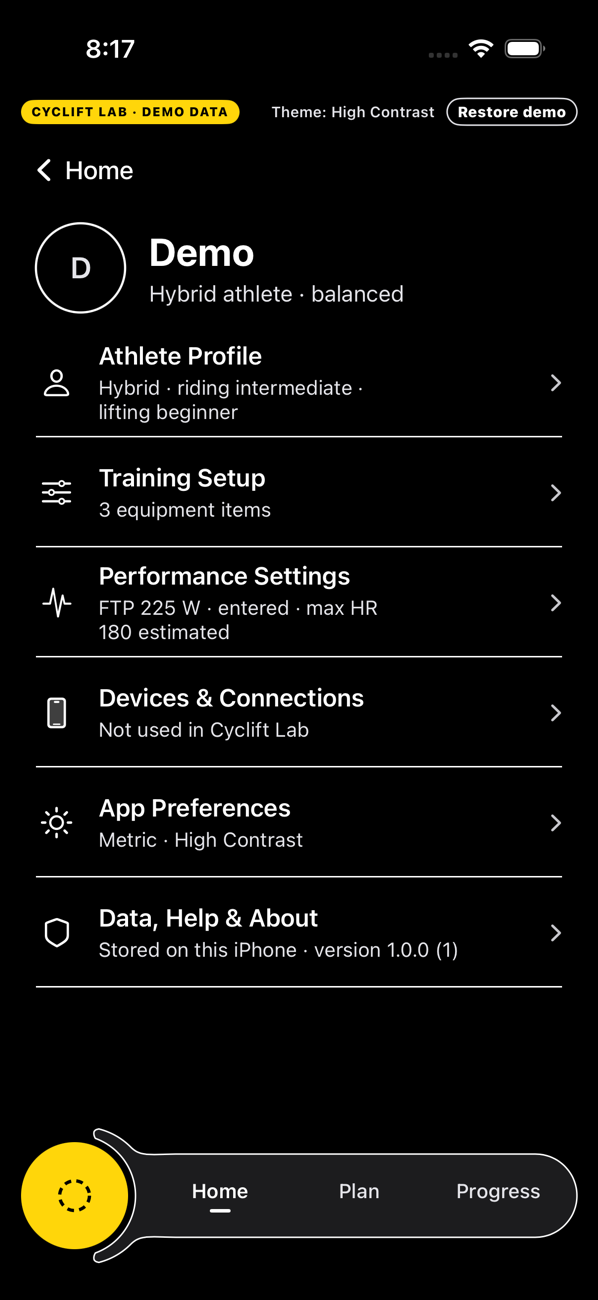 8:17
CYCLIFT LAB · DEMO DATA
Theme: High Contrast
Restore demo
Home
D
Demo
Hybrid athlete · balanced
Athlete Profile
Hybrid · riding intermediate ·
lifting beginner
Training Setup
3 equipment items
Performance Settings
FTP 225 W · entered · max HR
180 estimated
Devices & Connections
Not used in Cyclift Lab
App Preferences
Metric · High Contrast
Data, Help & About
Stored on this iPhone · version 1.0.0 (1)
Home
Plan
Progress